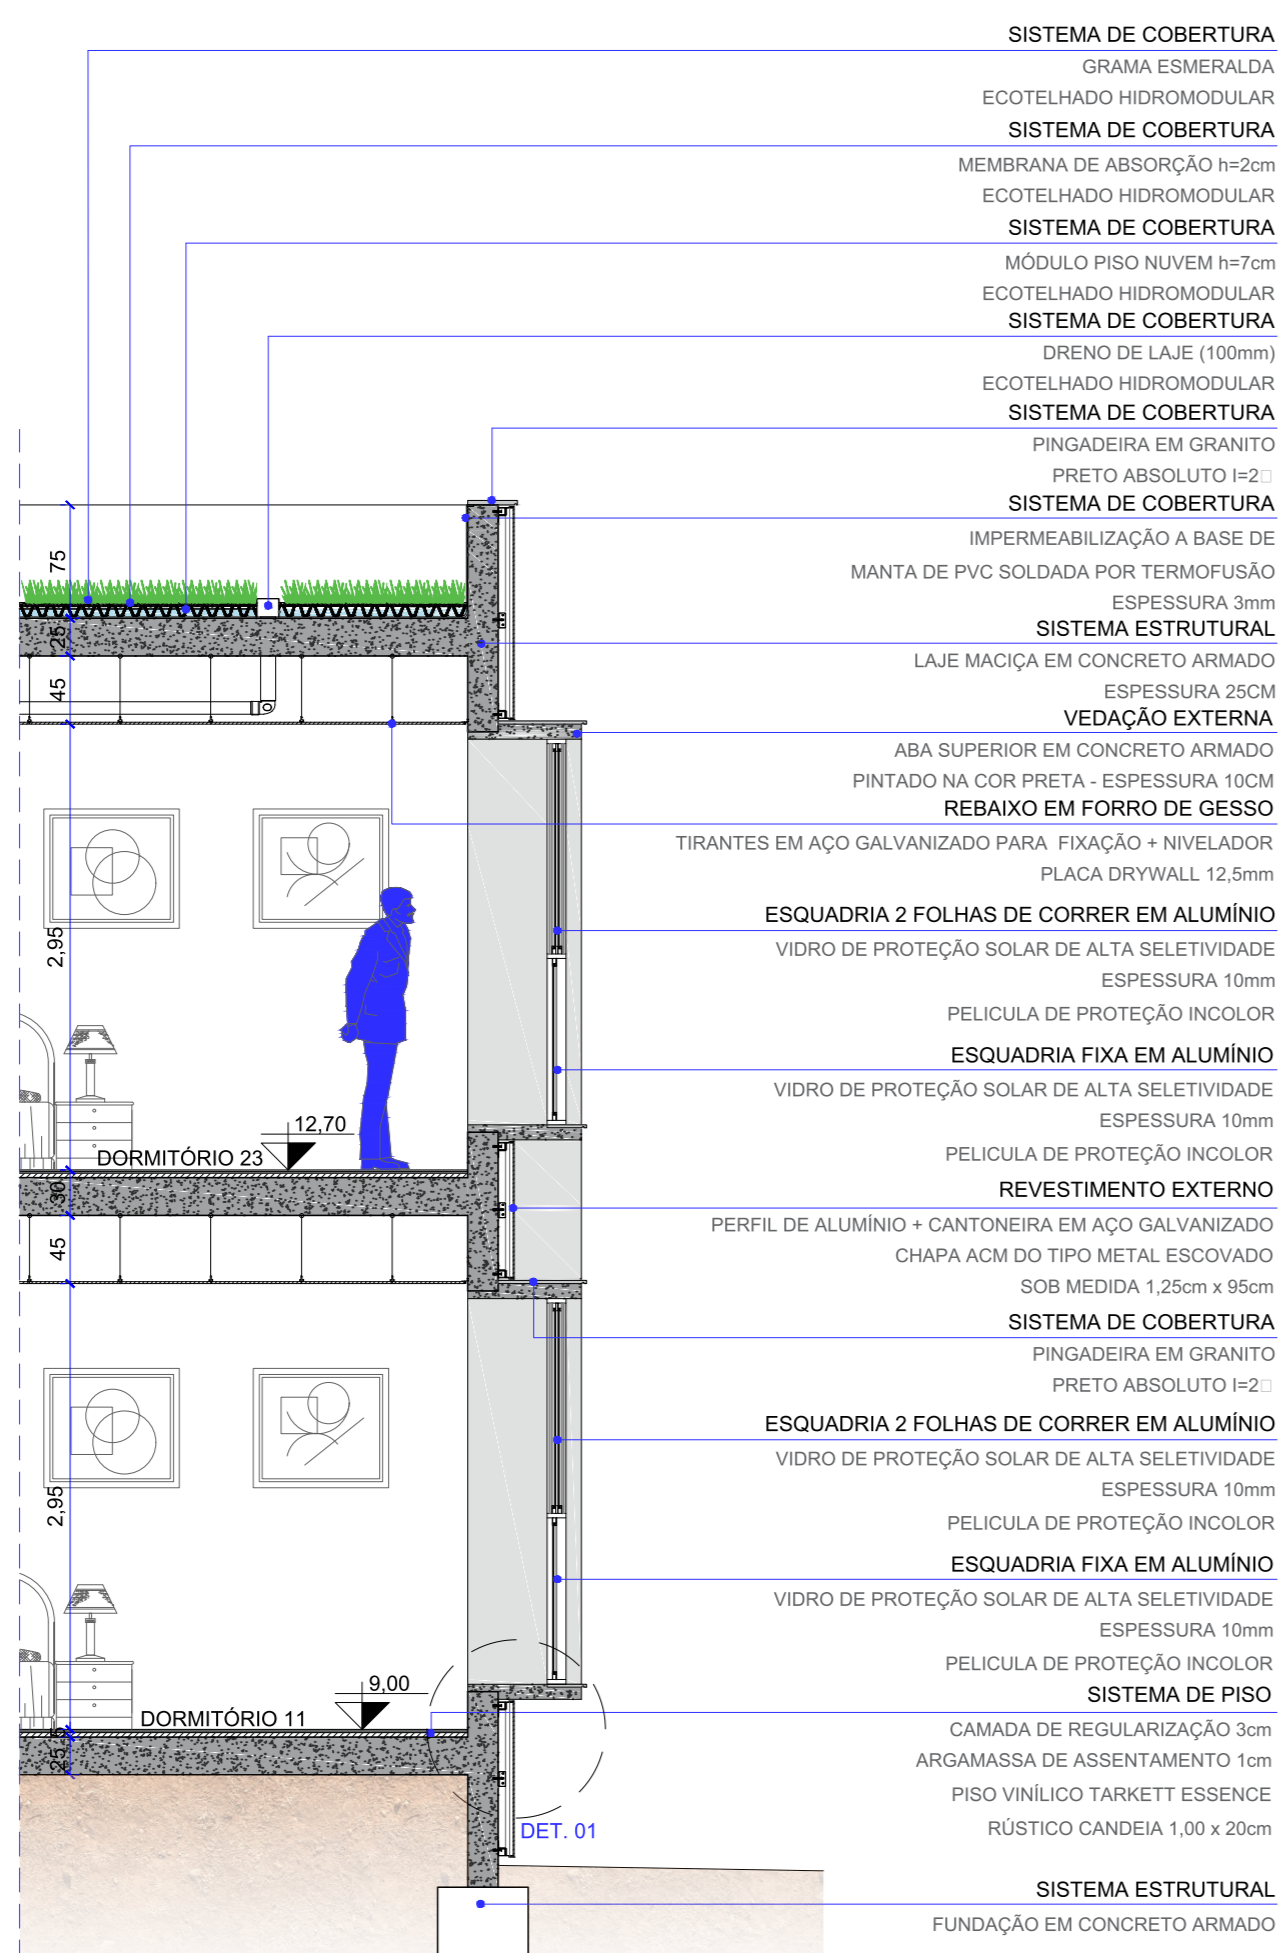 SISTEMA DE COBERTURA
GRAMA ESMERALDA
ECOTELHADO HIDROMODULAR
SISTEMA DE COBERTURA
MEMBRANA DE ABSORÇÃO h=2cm
ECOTELHADO HIDROMODULAR
SISTEMA DE COBERTURA
MÓDULO PISO NUVEM h=7cm
ECOTELHADO HIDROMODULAR
SISTEMA DE COBERTURA
DRENO DE LAJE (100mm)
ECOTELHADO HIDROMODULAR
SISTEMA DE COBERTURA
PINGADEIRA EM GRANITO
PRETO ABSOLUTO I=2□
SISTEMA DE COBERTURA
IMPERMEABILIZAÇÃO A BASE DE
MANTA DE PVC SOLDADA POR TERMOFUSÃO
ESPESSURA 3mm
SISTEMA ESTRUTURAL
LAJE MACIÇA EM CONCRETO ARMADO
ESPESSURA 25CM
VEDAÇÃO EXTERNA
ABA SUPERIOR EM CONCRETO ARMADO
PINTADO NA COR PRETA - ESPESSURA 10CM
REBAIXO EM FORRO DE GESSO
TIRANTES EM AÇO GALVANIZADO PARA FIXAÇÃO + NIVELADOR
PLACA DRYWALL 12,5mm
ESQUADRIA 2 FOLHAS DE CORRER EM ALUMÍNIO
VIDRO DE PROTEÇÃO SOLAR DE ALTA SELETIVIDADE
ESPESSURA 10mm
PELICULA DE PROTEÇÃO INCOLOR
ESQUADRIA FIXA EM ALUMÍNIO
VIDRO DE PROTEÇÃO SOLAR DE ALTA SELETIVIDADE
ESPESSURA 10mm
PELICULA DE PROTEÇÃO INCOLOR
REVESTIMENTO EXTERNO
PERFIL DE ALUMÍNIO + CANTONEIRA EM AÇO GALVANIZADO
CHAPA ACM DO TIPO METAL ESCOVADO
SOB MEDIDA 1,25cm x 95cm
SISTEMA DE COBERTURA
PINGADEIRA EM GRANITO
PRETO ABSOLUTO I=2□
ESQUADRIA 2 FOLHAS DE CORRER EM ALUMÍNIO
VIDRO DE PROTEÇÃO SOLAR DE ALTA SELETIVIDADE
ESPESSURA 10mm
PELICULA DE PROTEÇÃO INCOLOR
ESQUADRIA FIXA EM ALUMÍNIO
VIDRO DE PROTEÇÃO SOLAR DE ALTA SELETIVIDADE
ESPESSURA 10mm
PELICULA DE PROTEÇÃO INCOLOR
SISTEMA DE PISO
CAMADA DE REGULARIZAÇÃO 3cm
ARGAMASSA DE ASSENTAMENTO 1cm
PISO VINÍLICO TARKETT ESSENCE
RÚSTICO CANDEIA 1,00 x 20cm
SISTEMA ESTRUTURAL
FUNDAÇÃO EM CONCRETO ARMADO
75
25
45
2,95
12,70
DORMITÓRIO 23
30
45
2,95
9,00
DORMITÓRIO 11
5
25
DET. 01